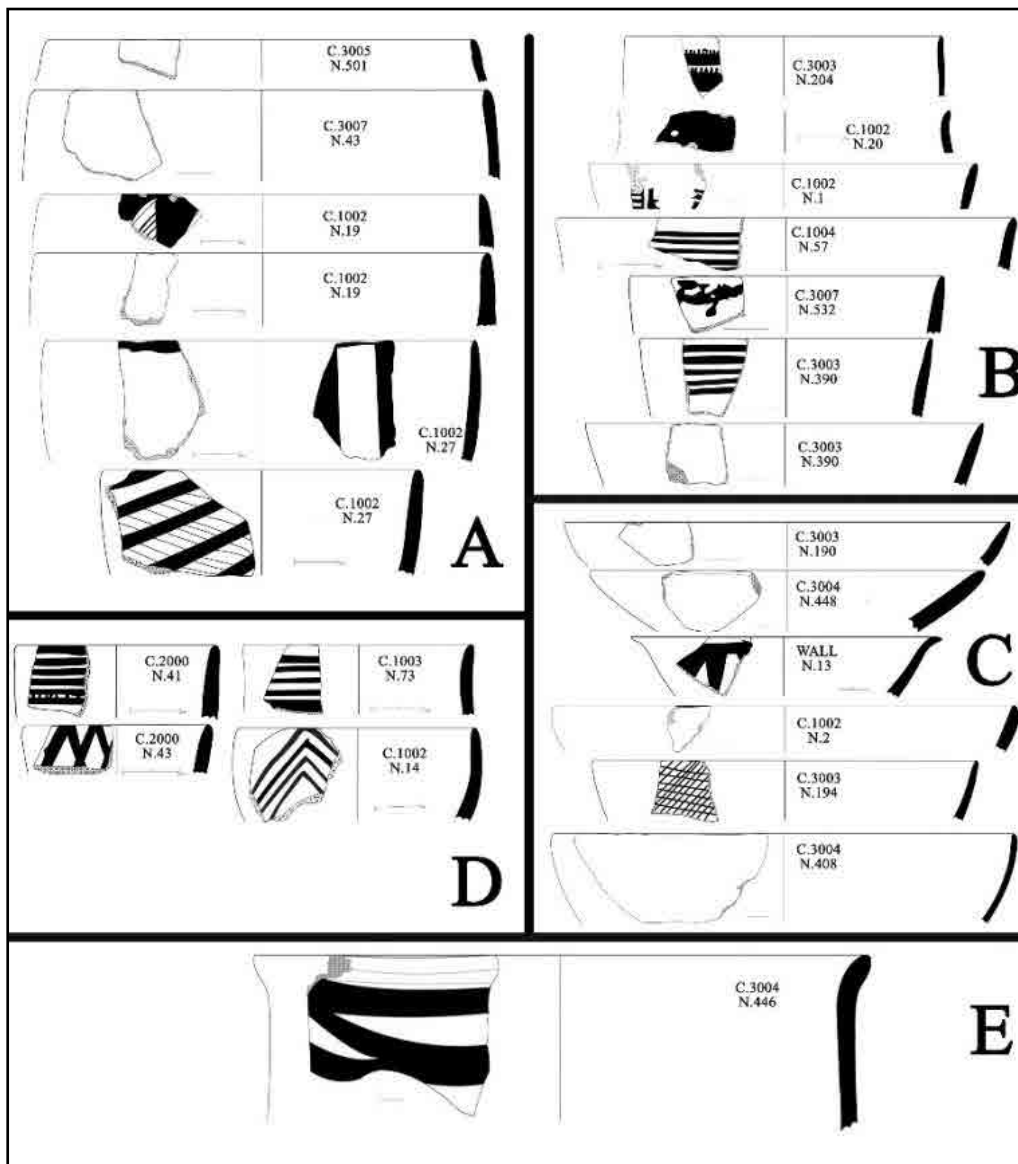 C.3005
N.501
C.3007
N.43
C.1002
N.19
C.1002
N.19
C.1002
N.27
C.1002
N.27
A
C.3003
N.204
C.1002
N.20
C.1002
N.1
C.1004
N.57
C.3007
N.532
C.3003
N.390
C.3003
N.390
B
C.3003
N.190
C.3004
N.448
WALL
N.13
C.1002
N.2
C.3003
N.194
C.3004
N.408
C
C.2000
N.41
C.1003
N.73
C.2000
N.43
C.1002
N.14
D
C.3004
N.446
E